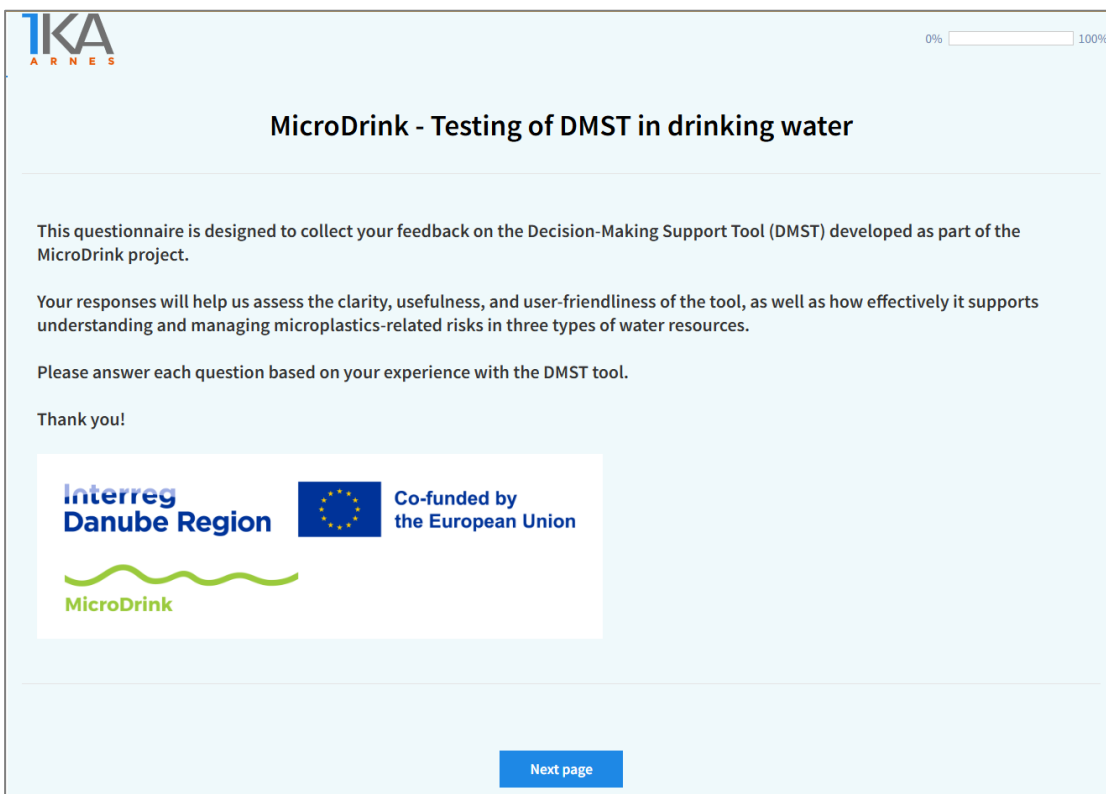 1KA
ARNES
0% 100%
MicroDrink - Testing of DMST in drinking water
This questionnaire is designed to collect your feedback on the Decision-Making Support Tool (DMST) developed as part of the
MicroDrink project.
Your responses will help us assess the clarity, usefulness, and user-friendliness of the tool, as well as how effectively it supports
understanding and managing microplastics-related risks in three types of water resources.
Please answer each question based on your experience with the DMST tool.
Thank you!
Interreg
Danube Region
Co-funded by
the European Union
MicroDrink
Next page